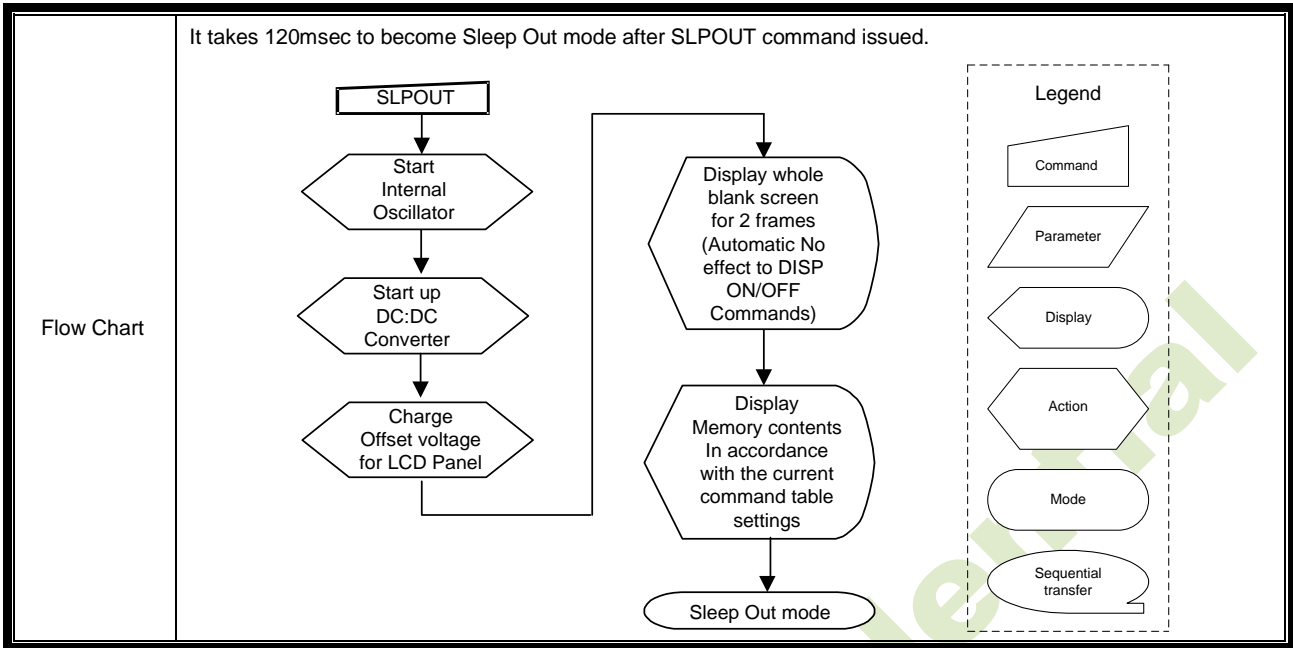 Flow Chart
It takes 120msec to become Sleep Out mode after SLPOUT command issued.
SLPOUT
Start
Internal
Oscillator
Start up
DC:DC
Converter
Charge
Offset voltage
for LCD Panel
Display whole
blank screen
for 2 frames
(Automatic No
effect to DISP
ON/OFF
Commands)
Display
Memory contents
In accordance
with the current
command table
settings
Sleep Out mode
Legend
Command
Parameter
Display
Action
Mode
Sequential
transfer